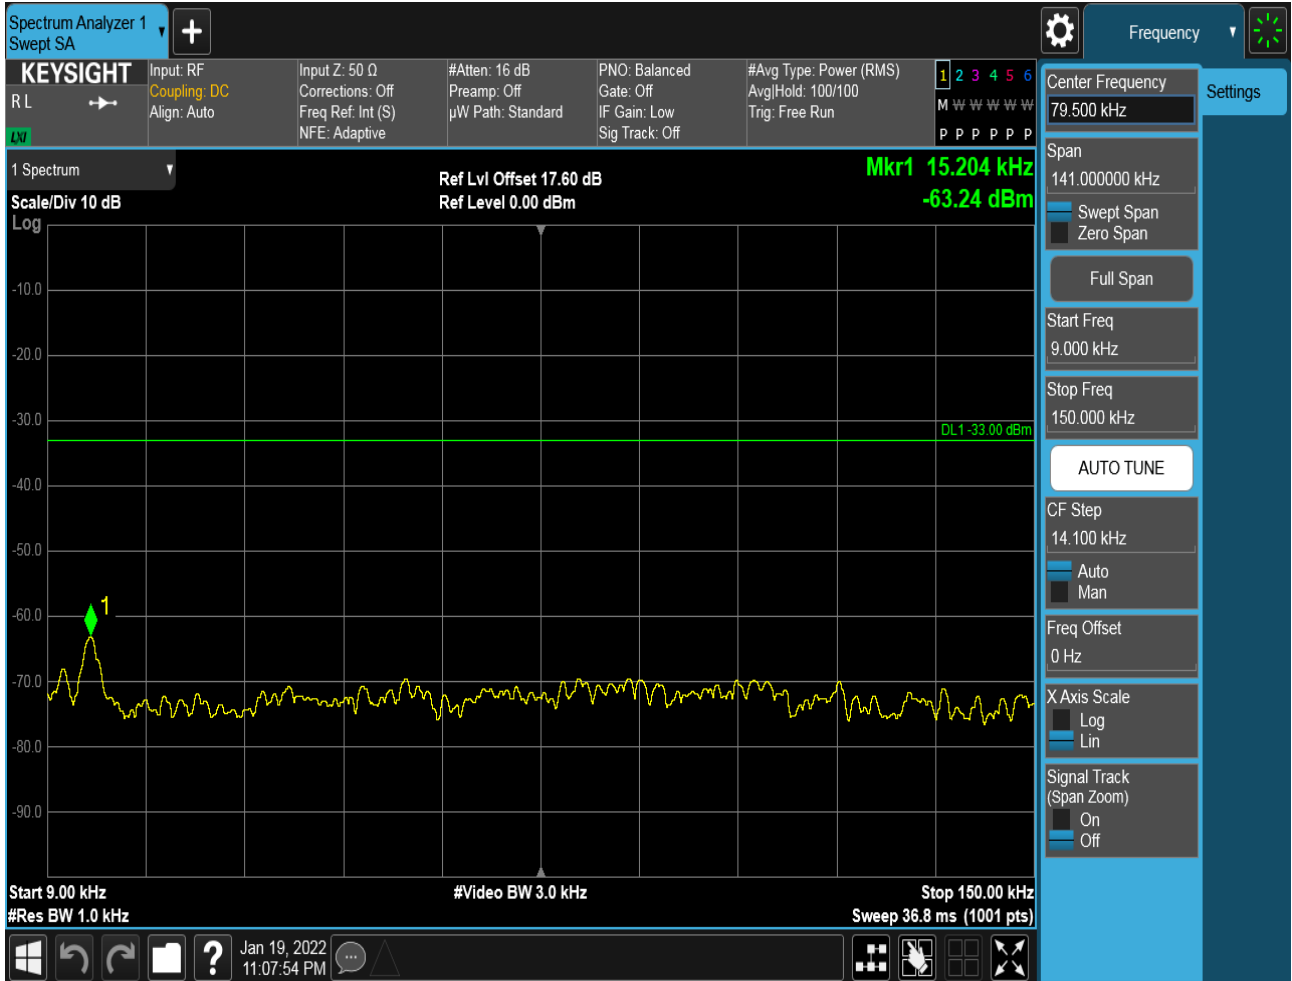 Spectrum Analyzer 1
Swept SA
+
Frequency
KEYSIGHT
R L
LXI
Input: RF
Coupling: DC
Align: Auto
Input Z: 50 Ω
Corrections: Off
Freq Ref: Int (S)
NFE: Adaptive
#Atten: 16 dB
Preamp: Off
µW Path: Standard
PNO: Balanced
Gate: Off
IF Gain: Low
Sig Track: Off
#Avg Type: Power (RMS)
Avg|Hold: 100/100
Trig: Free Run
1 2 3 4 5 6
M W W W W W
P P P P P P
1 Spectrum
Scale/Div 10 dB
Log
Ref Lvl Offset 17.60 dB
Ref Level 0.00 dBm
Mkr1 15.204 kHz
-63.24 dBm
-10.0
-20.0
-30.0
DL1 -33.00 dBm
-40.0
-50.0
1
-60.0
-70.0
-80.0
-90.0
Start 9.00 kHz
#Res BW 1.0 kHz
#Video BW 3.0 kHz
Stop 150.00 kHz
Sweep 36.8 ms (1001 pts)
?
Jan 19, 2022
11:07:54 PM
Center Frequency
79.500 kHz
Settings
Span
141.000000 kHz
Swept Span
Zero Span
Full Span
Start Freq
9.000 kHz
Stop Freq
150.000 kHz
AUTO TUNE
CF Step
14.100 kHz
Auto
Man
Freq Offset
0 Hz
X Axis Scale
Log
Lin
Signal Track
(Span Zoom)
On
Off